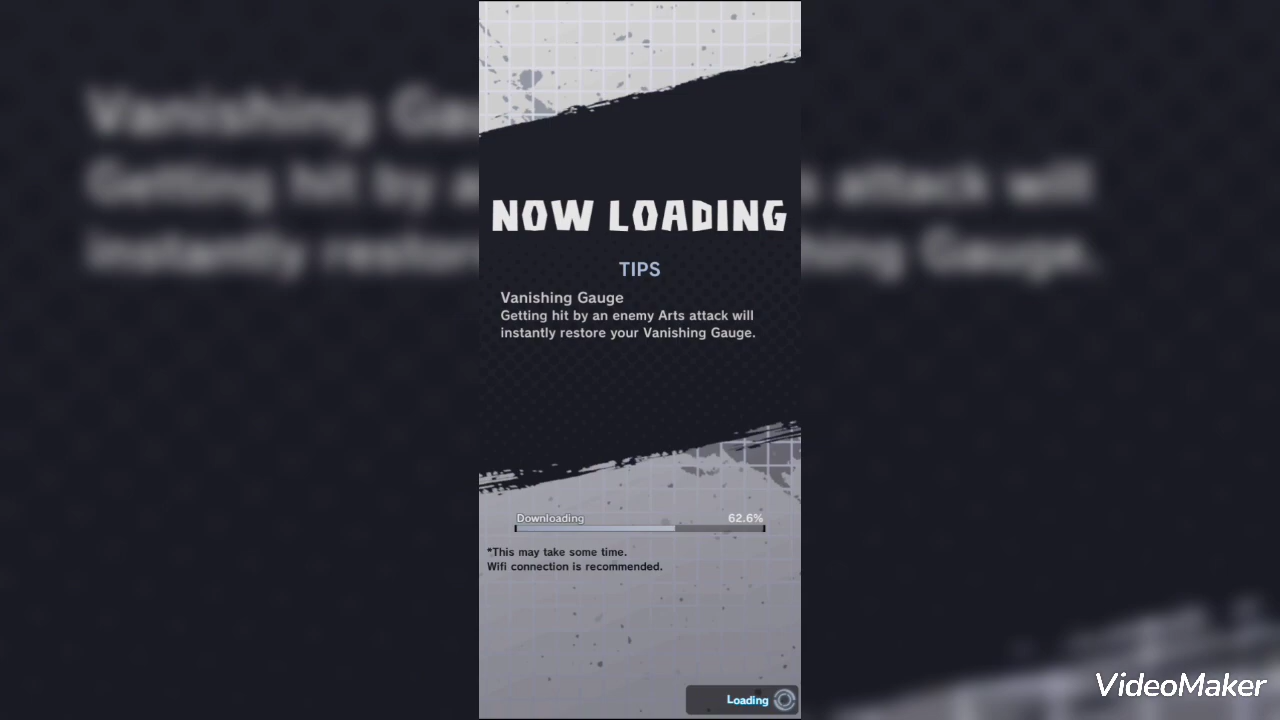 NOW LOADING
TIPS
Vanishing Gauge
Getting hit by an enemy Arts attack will
instantly restore your Vanishing Gauge.
Downloading 62.6%
*This may take some time.
Wifi connection is recommended.
Loading
VideoMaker